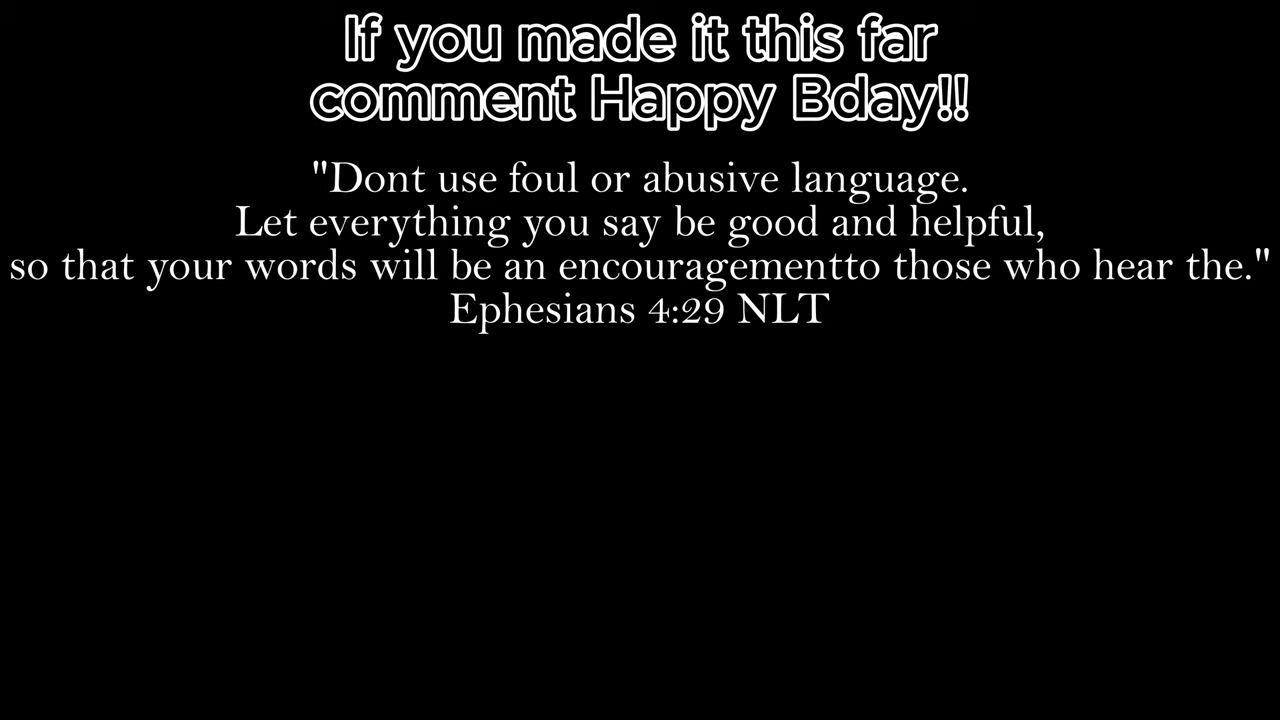 If you made it this far
comment Happy Bday!!
"Dont use foul or abusive language.
Let everything you say be good and helpful,
so that your words will be an encouragementto those who hear the."
Ephesians 4:29 NLT